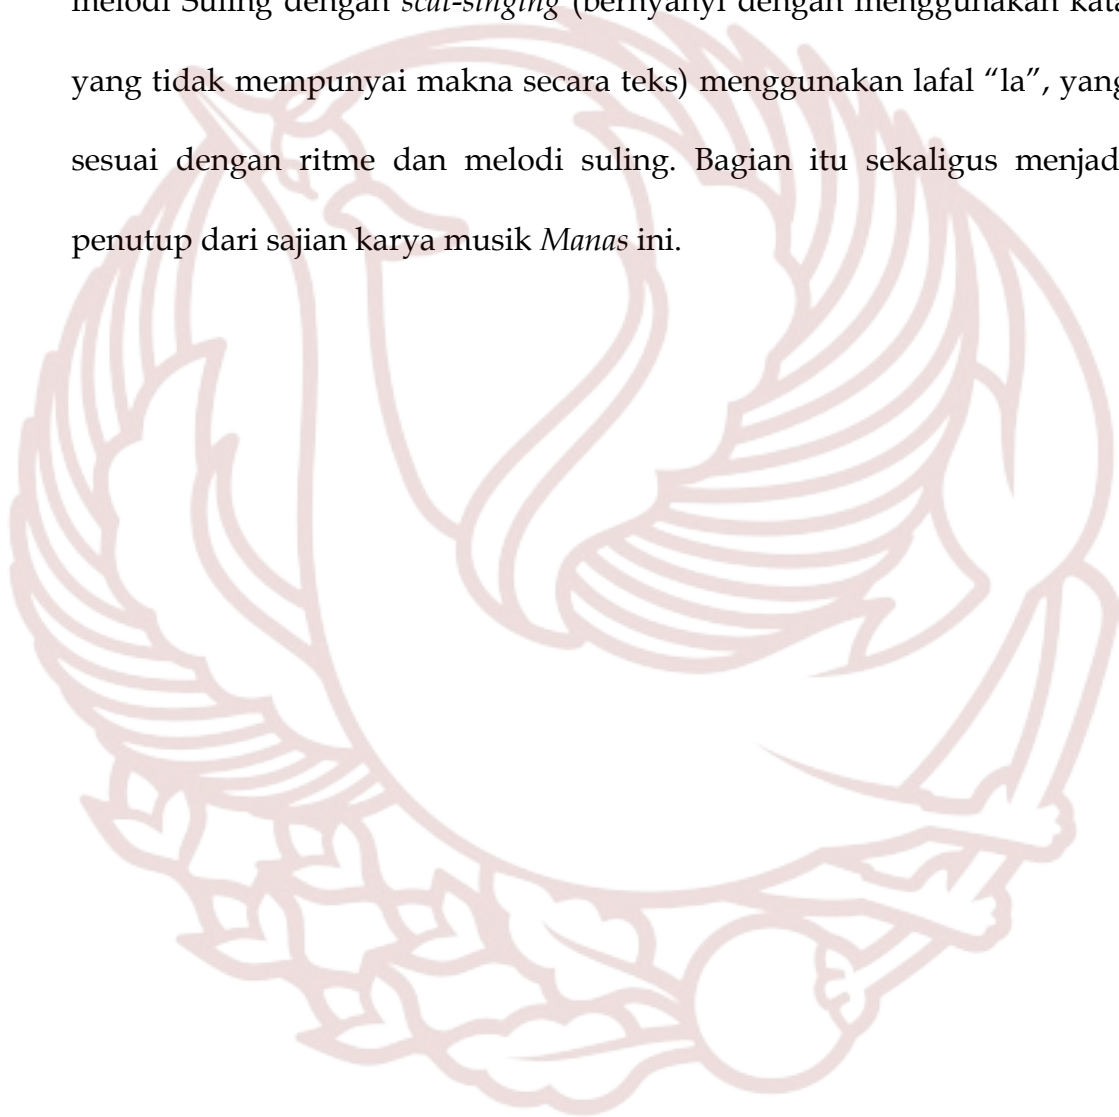 melodi Suling dengan scat-singing (bernyanyi dengan menggunakan kata
yang tidak mempunyai makna secara teks) menggunakan lafal “la”, yang
sesuai dengan ritme dan melodi suling. Bagian itu sekaligus menjad
penutup dari sajian karya musik Manas ini.